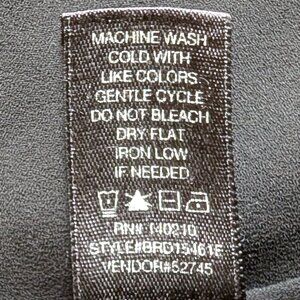 MACHINE WASH
COLD WITH
LIKE COLORS
GENTLE CYCLE
DO NOT BLEACH
DRY FLAT
IRON LOW
IF NEEDED
RN# 140210
STYLE#BRD15461F
VENDOR#52745